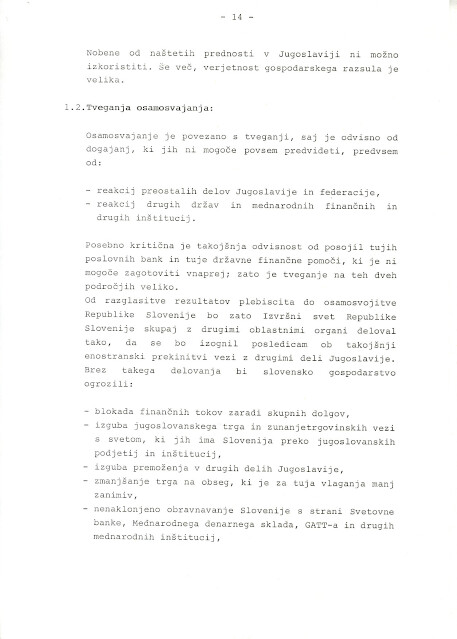 - 14 -
Nobene od naštetih prednosti v Jugoslaviji ni možno
izkoristiti. Še več, verjetnost gospodarskega razsula je
velika.
1.2.Tveganja osamosvajanja:
Osamosvajanje je povezano s tveganji, saj je odvisno od
dogajanj, ki jih ni mogoče povsem predvideti, predvsem
od:
- reakcij preostalih delov Jugoslavije in federacije,
- reakcij drugih držav in mednarodnih finančnih in
drugih inštitucij.
Posebno kritična je takojšnja odvisnost od posojil tujih
poslovnih bank in tuje državne finančne pomoči, ki je ni
mogoče zagotoviti vnaprej; zato je tveganje na teh dveh
področjih veliko.
Od razglasitve rezultatov plebiscita do osamosvojitve
Republike Slovenije bo zato Izvršni svet Republike
Slovenije skupaj z drugimi oblastnimi organi deloval
tako, da se bo izognil posledicam ob takojšnji
enostranski prekinitvi vezi z drugimi deli Jugoslavije.
Brez takega delovanja bi slovensko gospodarstvo
ogrozili:
- blokada finančnih tokov zaradi skupnih dolgov,
- izguba jugoslovanskega trga in zunanjetrgovinskih vezi
s svetom, ki jih ima Slovenija preko jugoslovanskih
podjetij in inštitucij,
- izguba premoženja v drugih delih Jugoslavije,
- zmanjšanje trga na obseg, ki je za tuja vlaganja manj
zanimiv,
- nenaklonjeno obravnavanje Slovenije s strani Svetovne
banke, Mednarodnega denarnega sklada, GATT-a in drugih
mednarodnih inštitucij,